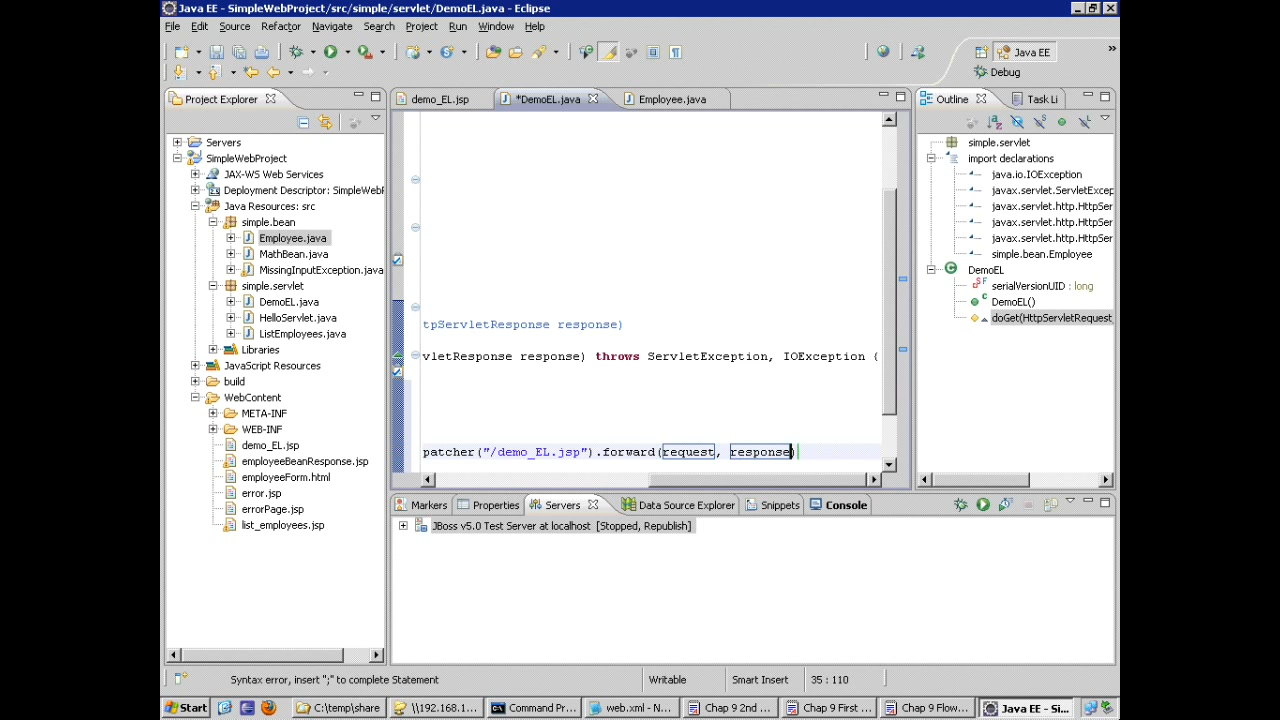 Java EE - SimpleWebProject/src/simple/servlet/DemoEL.java - Eclipse
File Edit Source Refactor Navigate Search Project Run Window Help
Java EE
Debug
Project Explorer
demo_EL.jsp
*DemoEL.java
Employee.java
Outline
Task Li
Servers
SimpleWebProject
JAX-WS Web Services
Deployment Descriptor: SimpleWebF
Java Resources: src
simple.bean
Employee.java
MathBean.java
MissingInputException.java
simple.servlet
DemoEL.java
HelloServlet.java
ListEmployees.java
Libraries
JavaScript Resources
build
WebContent
META-INF
WEB-INF
demo_EL.jsp
employeeBeanResponse.jsp
employeeForm.html
error.jsp
errorPage.jsp
list_employees.jsp
tpServletResponse response)
vletResponse response) throws ServletException, IOException {
patcher("/demo_EL.jsp").forward(request, response)
simple.servlet
import declarations
java.io.IOException
javax.servlet.ServletExcep
javax.servlet.http.HttpSer
javax.servlet.http.HttpSer
javax.servlet.http.HttpSer
simple.bean.Employee
DemoEL
serialVersionUID : long
DemoEL()
doGet(HttpServletRequest,
Markers
Properties
Servers
Data Source Explorer
Snippets
Console
JBoss v5.0 Test Server at localhost [Stopped, Republish]
Syntax error, insert ";" to complete Statement
Writable
Smart Insert
35 : 110
Start
C:\temp\share
\\192.168.1...
Command Pr...
web.xml - N...
Chap 9 2nd ...
Chap 9 First ...
Chap 9 Flow...
Java EE - Si...